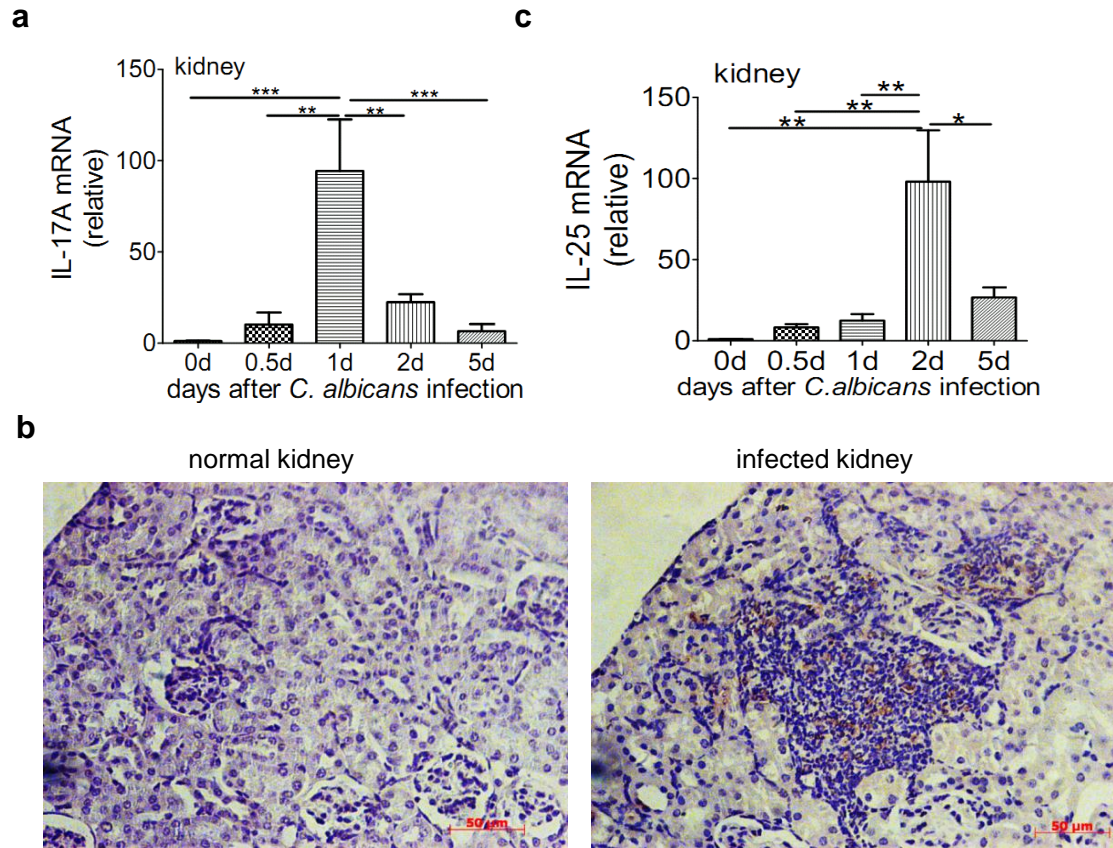 a
kidney
IL-17A mRNA
(relative)
150
100
50
0
***
***
**
**
0d 0.5d 1d 2d 5d
days after C. albicans infection
c
kidney
IL-25 mRNA
(relative)
150
100
50
0
**
**
**
*
0d 0.5d 1d 2d 5d
days after C.albicans infection
b
normal kidney
infected kidney
50 µm
50 µm